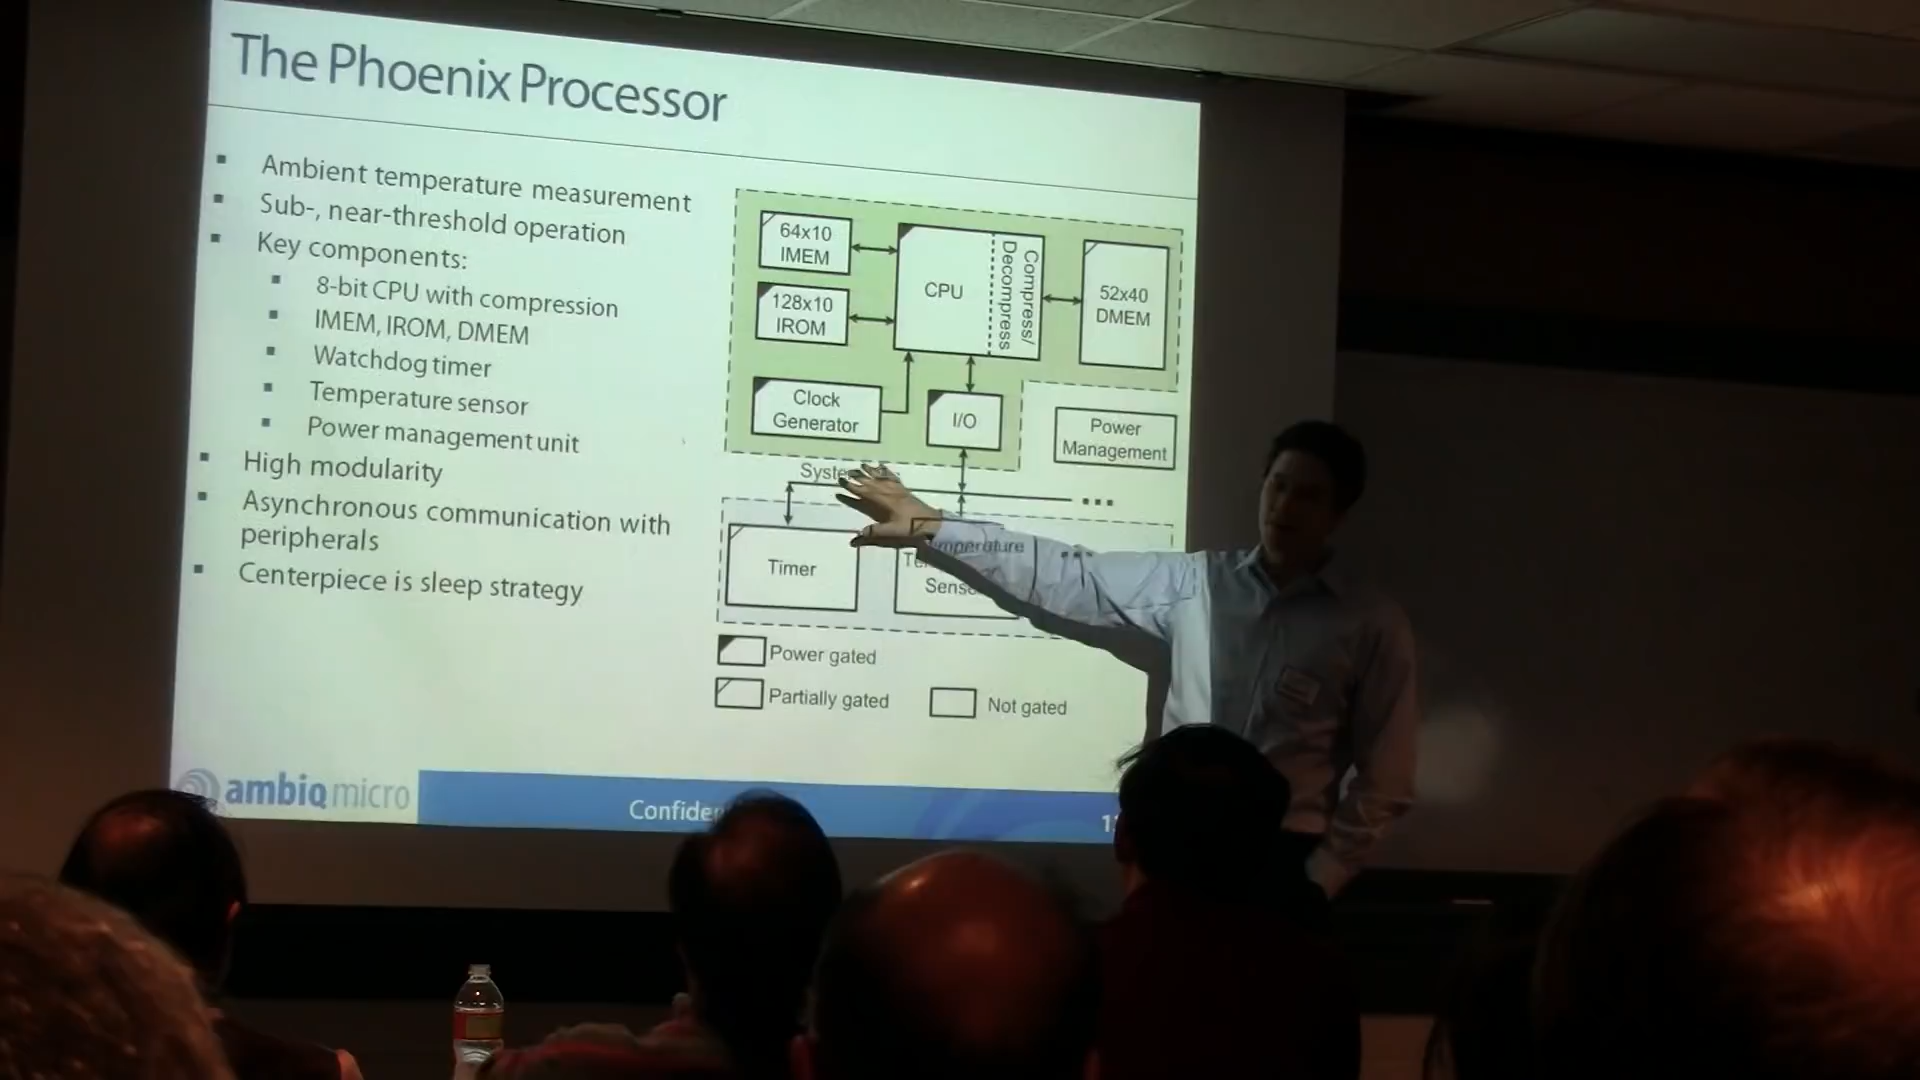 The Phoenix Processor
Ambient temperature measurement
Sub-, near-threshold operation
Key components:
8-bit CPU with compression
IMEM, IROM, DMEM
Watchdog timer
Temperature sensor
Power management unit
High modularity
Asynchronous communication with
peripherals
Centerpiece is sleep strategy
64x10
IMEM
128x10
IROM
CPU
Compress/
Decompress
52x40
DMEM
Clock
Generator
I/O
Power
Management
Timer
Power gated
Partially gated
Not gated
ambiq micro